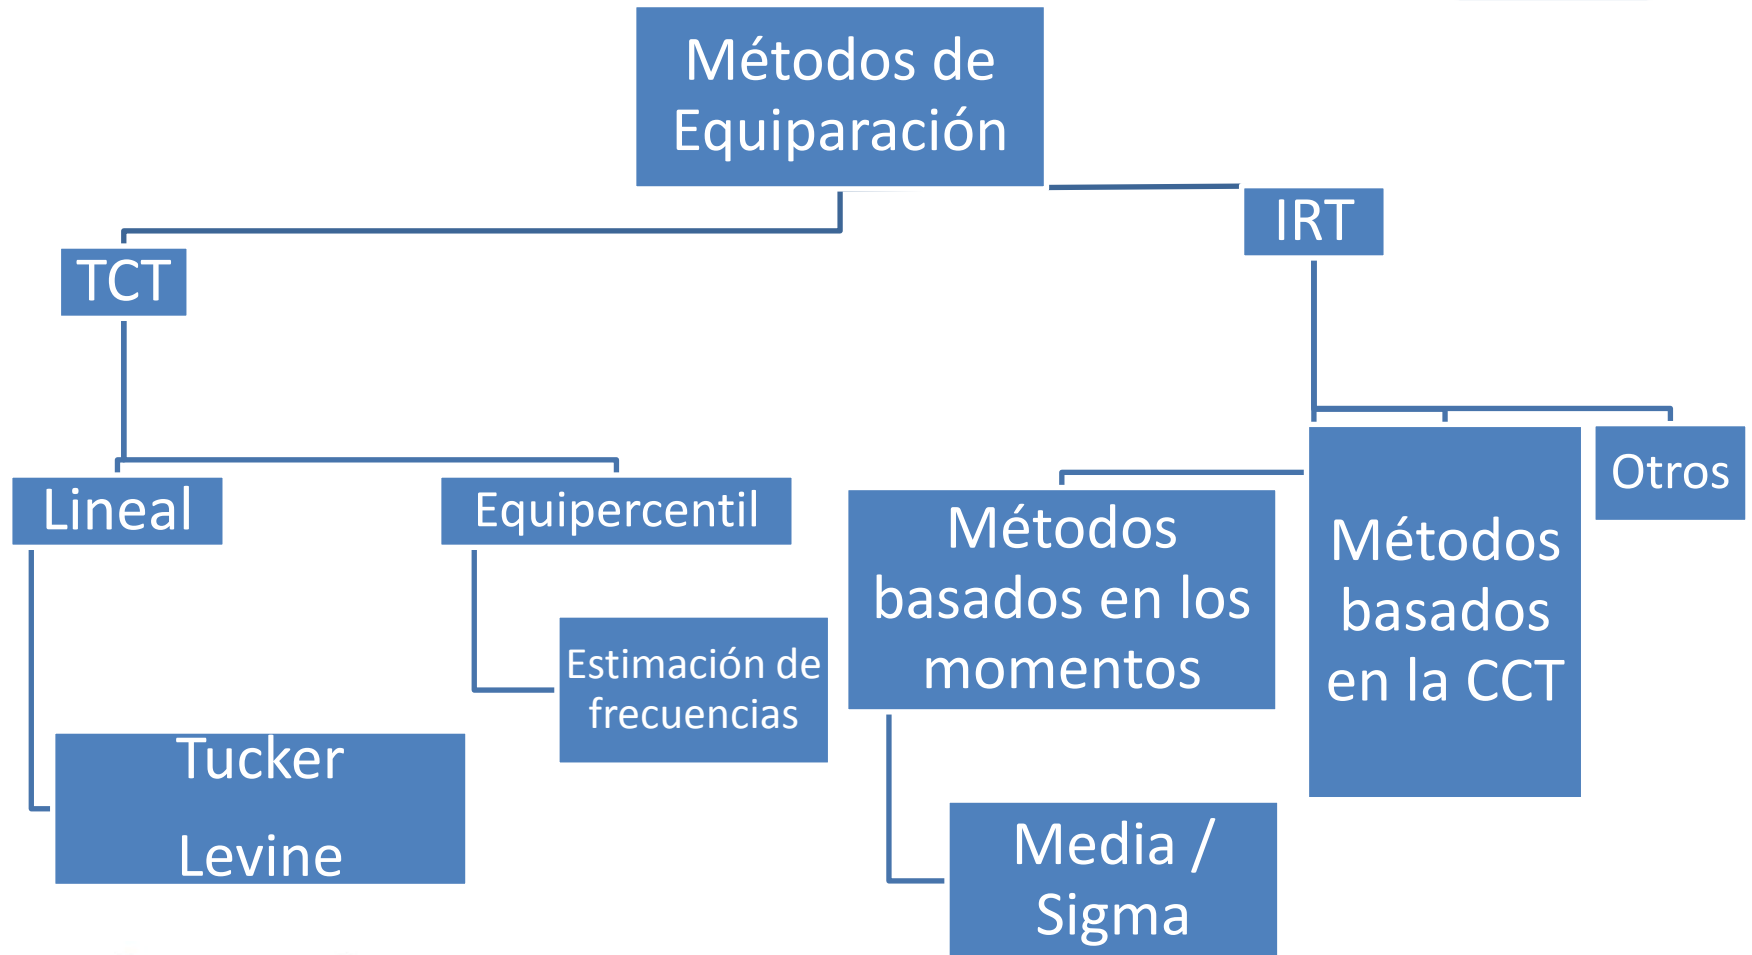 Métodos de
Equiparación
IRT
TCT
Lineal
Equipercentil
Métodos
basados en los
momentos
Métodos
basados
en la CCT
Otros
Estimación de
frecuencias
Tucker
Levine
Media /
Sigma